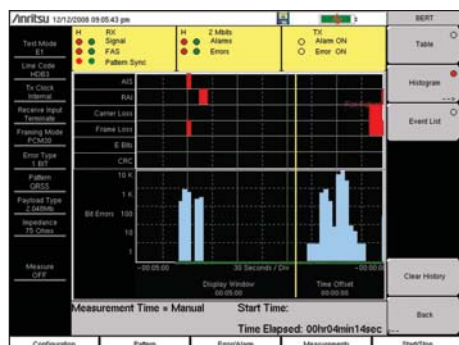 Anritsu 12/12/2008 09:05:43 pm
BERT
Test Mode
E1
Line Code
HDB3
Tx Clock
Internal
Receive Input
Terminate
Framing Mode
PCM30
Error Type
1 BIT
Pattern
QRSS
Payload Type
2.048Mb
Impedance
75 Ohms
Measure
OFF
H RX
Signal
FAS
Pattern Sync
H 2 Mbits
Alarms
Errors
TX
Alarm ON
Error ON
AIS
RAI
Carrier Loss
Frame Loss
E Bits
CRC
Bit Errors
10 K
1 K
100
10
1
-00:05:00
30 Seconds / Div
-00:00:00
Display Window
00:05:00
Time Offset
00:00:00
Measurement Time = Manual
Start Time:
Time Elapsed: 00hr04min14sec
Table
Histogram
-->
Event List
Clear History
Back
<--
Configuration
Pattern
Error/Alarm
Measurements
Start/Stop